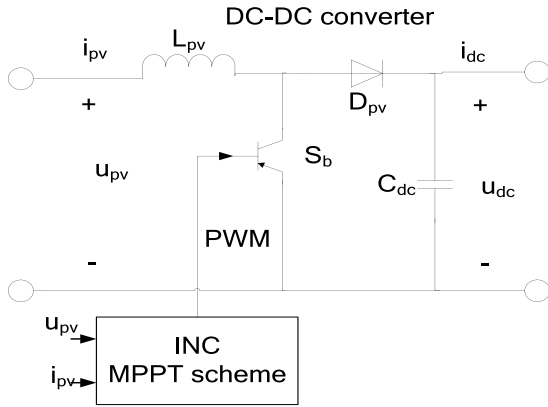 DC-DC converter
i_pv L_pv i_dc
+ D_pv +
u_pv S_b C_dc u_dc
PWM
- -
u_pv
i_pv
INC
MPPT scheme